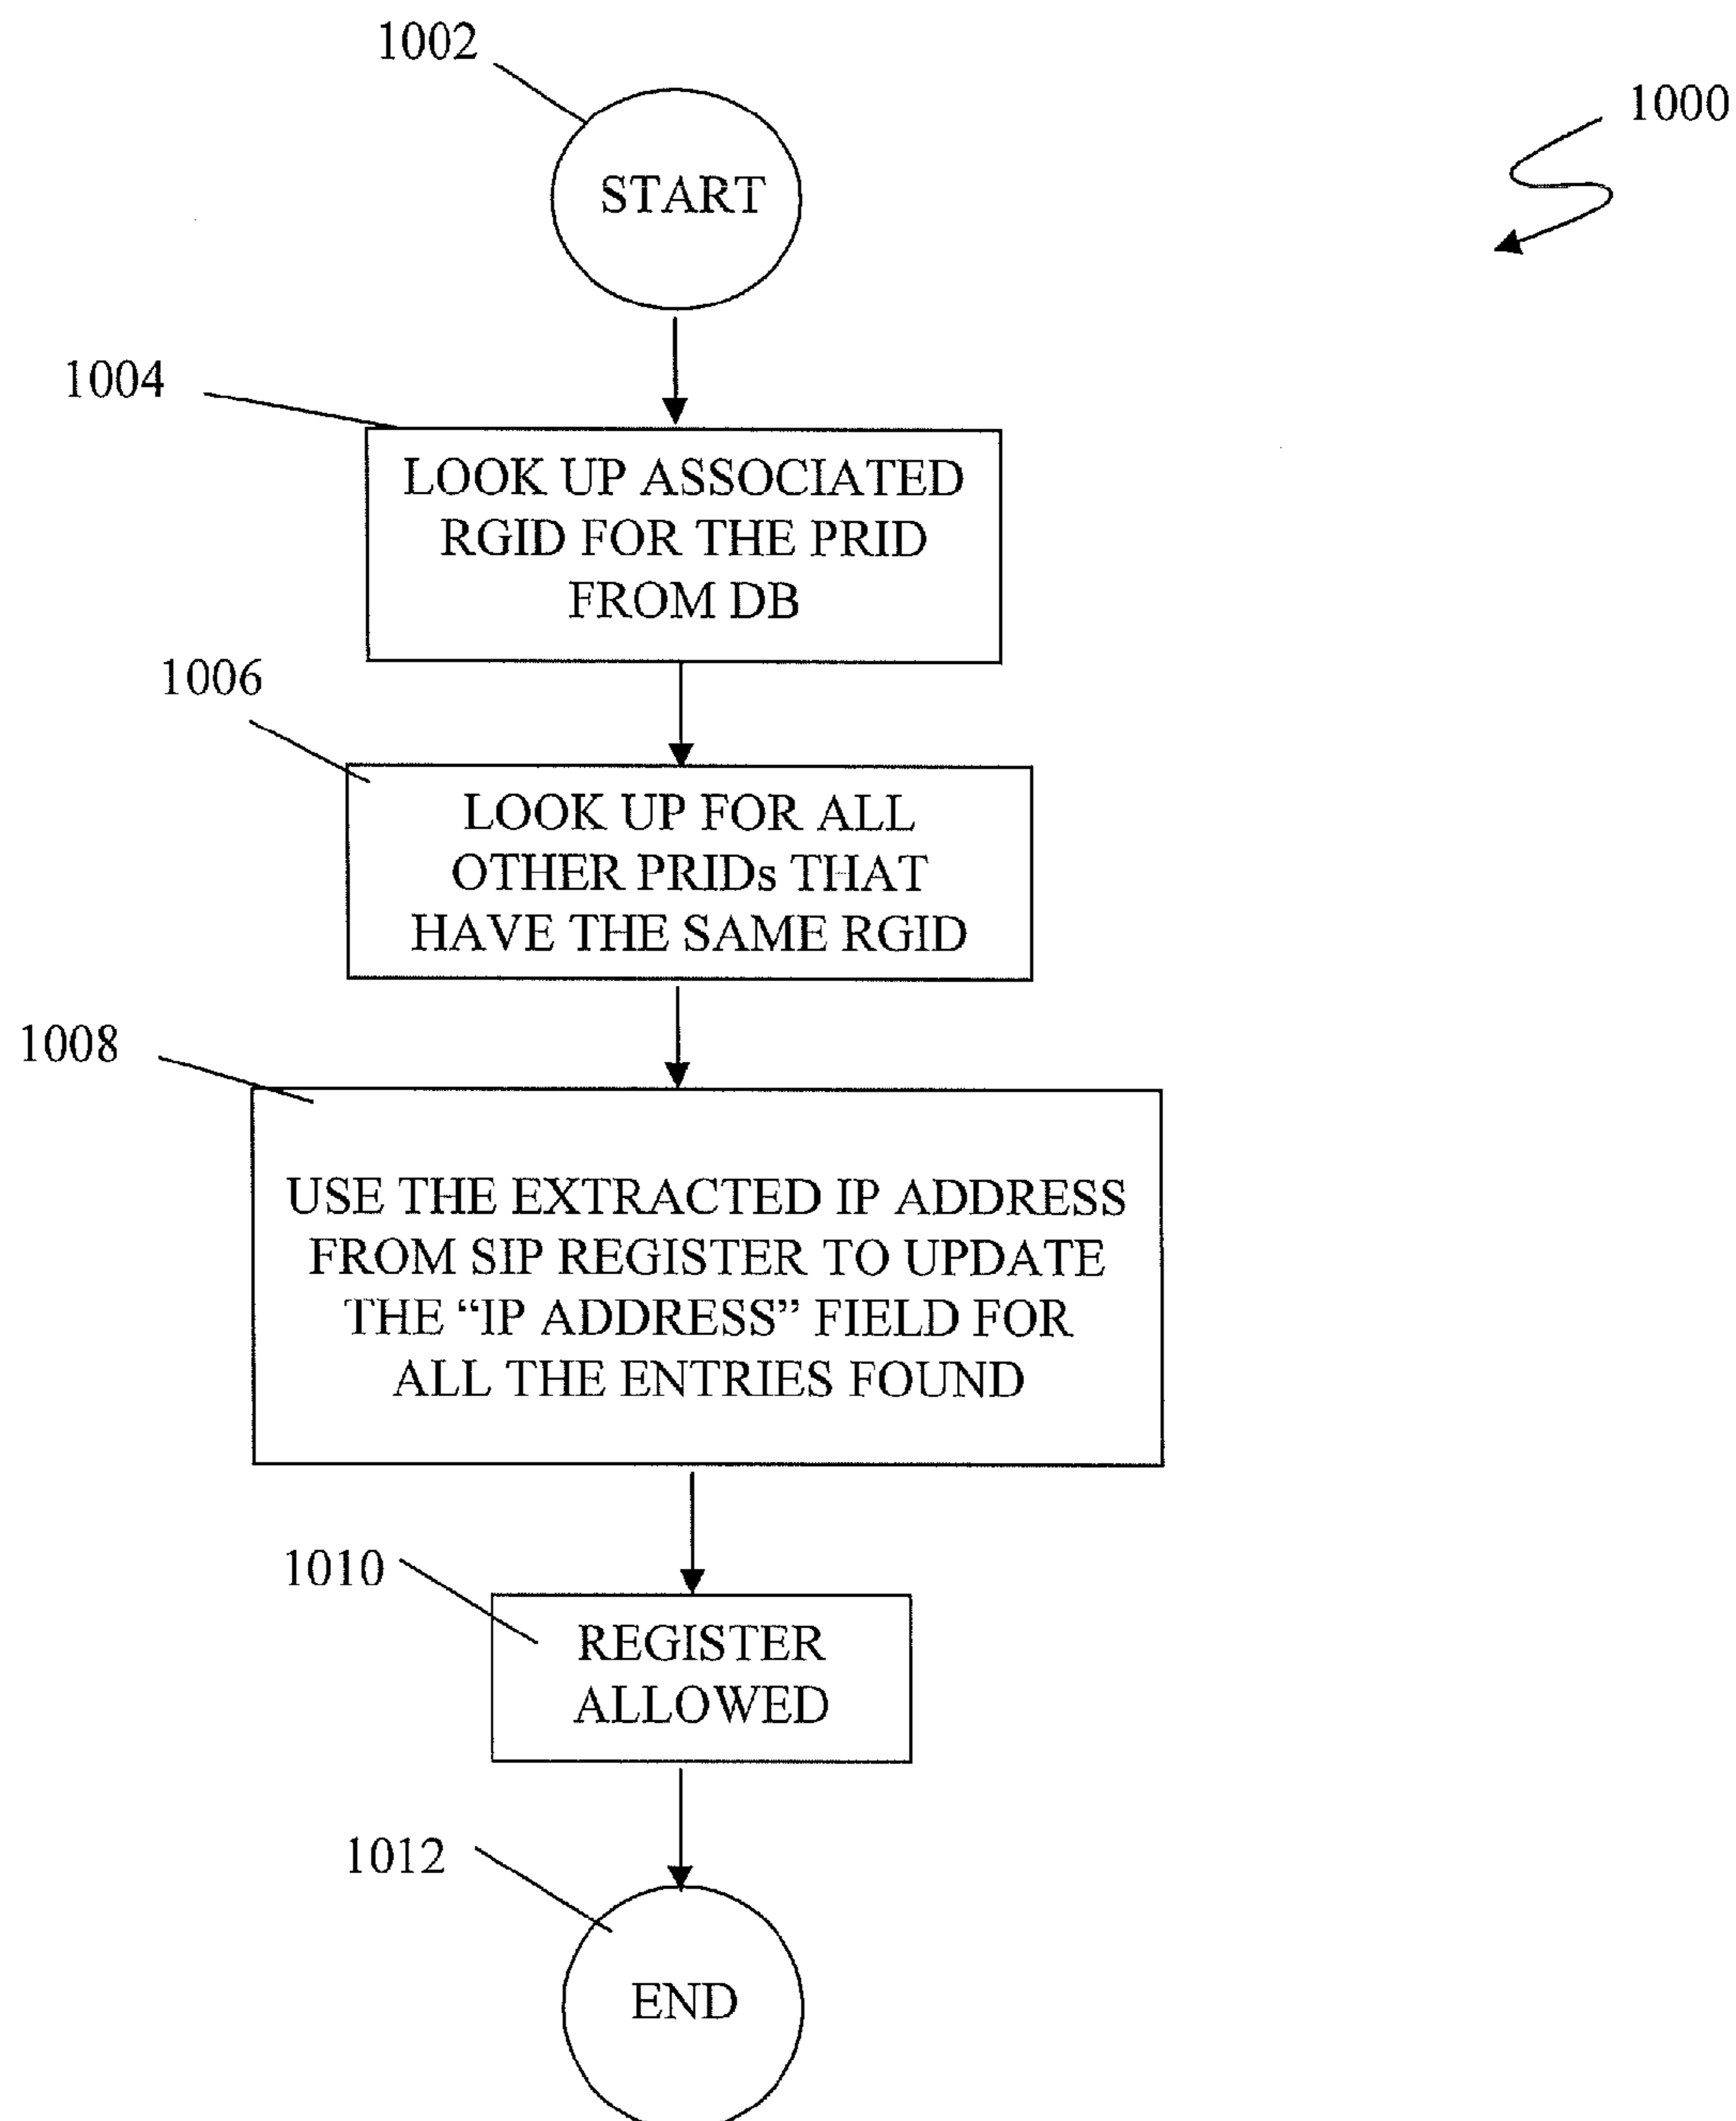 1002
1000
START
1004
LOOK UP ASSOCIATED
RGID FOR THE PRID
FROM DB
1006
LOOK UP FOR ALL
OTHER PRIDs THAT
HAVE THE SAME RGID
1008
USE THE EXTRACTED IP ADDRESS
FROM SIP REGISTER TO UPDATE
THE “IP ADDRESS” FIELD FOR
ALL THE ENTRIES FOUND
1010
REGISTER
ALLOWED
1012
END